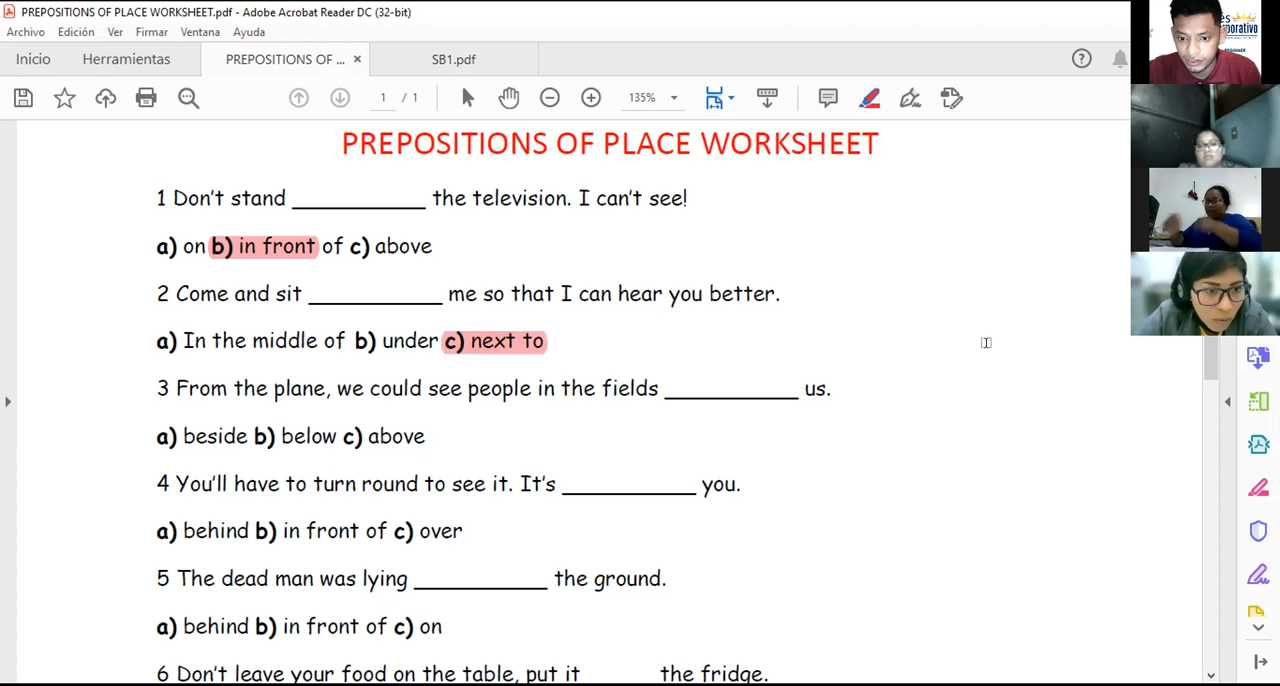 PREPOSITIONS OF PLACE WORKSHEET.pdf - Adobe Acrobat Reader DC (32-bit)
Archivo Edición Ver Firmar Ventana Ayuda
Inicio Herramientas PREPOSITIONS OF ... × SB1.pdf
1 / 1 135%
PREPOSITIONS OF PLACE WORKSHEET
1 Don't stand ____________ the television. I can't see!
a) on b) in front of c) above
2 Come and sit ____________ me so that I can hear you better.
a) In the middle of b) under c) next to
3 From the plane, we could see people in the fields ____________ us.
a) beside b) below c) above
4 You'll have to turn round to see it. It's ____________ you.
a) behind b) in front of c) over
5 The dead man was lying ____________ the ground.
a) behind b) in front of c) on
6 Don't leave your food on the table, put it ______ the fridge.